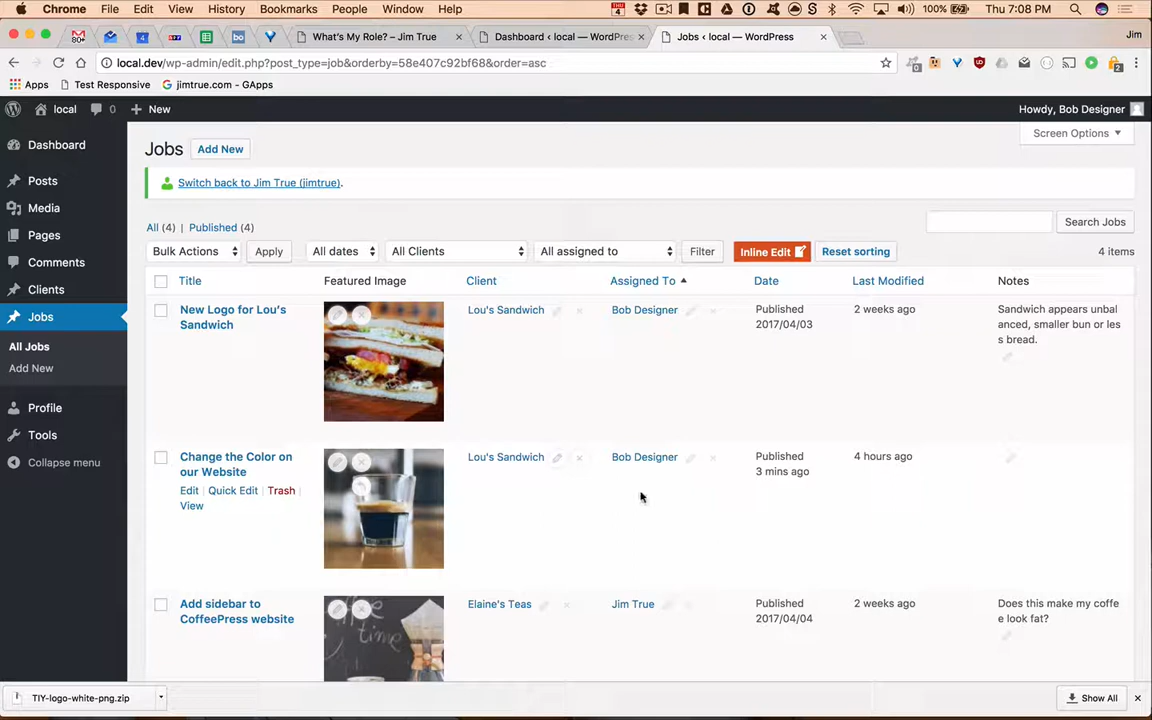 Chrome File Edit View History Bookmarks People Window Help THU 4 100% Thu 7:08 PM
80+ What's My Role? – Jim True × Dashboard ‹ local — WordPres × Jobs ‹ local — WordPress × Jim
local.dev/wp-admin/edit.php?post_type=job&orderby=58e407c92bf68&order=asc 0 2
Apps Test Responsive jimtrue.com - GApps
local 0 + New Howdy, Bob Designer
Screen Options
Dashboard
Posts
Media
Pages
Comments
Clients
Jobs
All Jobs
Add New
Profile
Tools
Collapse menu
Jobs Add New
Switch back to Jim True (jimtrue).
All (4) | Published (4) Search Jobs
Bulk Actions Apply All dates All Clients All assigned to Filter Inline Edit Reset sorting 4 items
Title Featured Image Client Assigned To Date Last Modified Notes
New Logo for Lou's Lou's Sandwich Bob Designer Published 2 weeks ago Sandwich appears unbal
Sandwich 2017/04/03 anced, smaller bun or les
s bread.
Change the Color on Lou's Sandwich Bob Designer Published 4 hours ago
our Website 3 mins ago
Edit | Quick Edit | Trash |
View
Add sidebar to Elaine's Teas Jim True Published 2 weeks ago Does this make my coffe
CoffeePress website 2017/04/04 e look fat?
time
TIY-logo-white-png.zip Show All ×